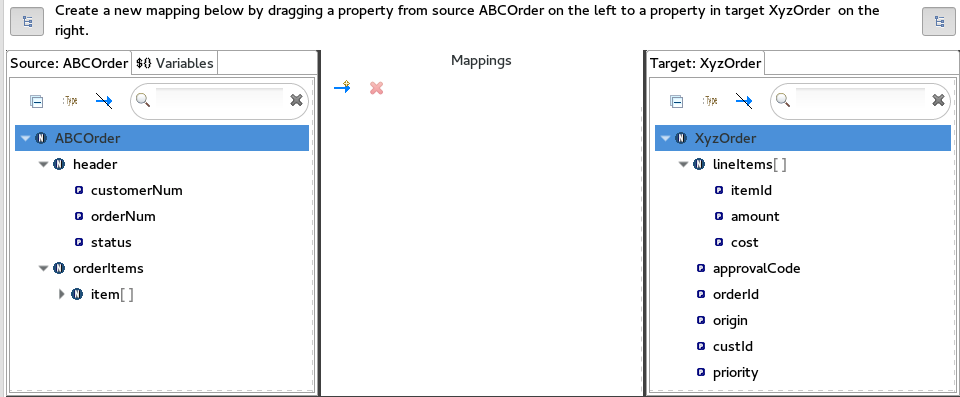 Create a new mapping below by dragging a property from source ABCOrder on the left to a property in target XyzOrder on the
right.
Source: ABCOrder
${} Variables
Mappings
Target: XyzOrder
:Type
:Type
ABCOrder
header
customerNum
orderNum
status
orderItems
item[ ]
XyzOrder
lineItems[ ]
itemId
amount
cost
approvalCode
orderId
origin
custId
priority